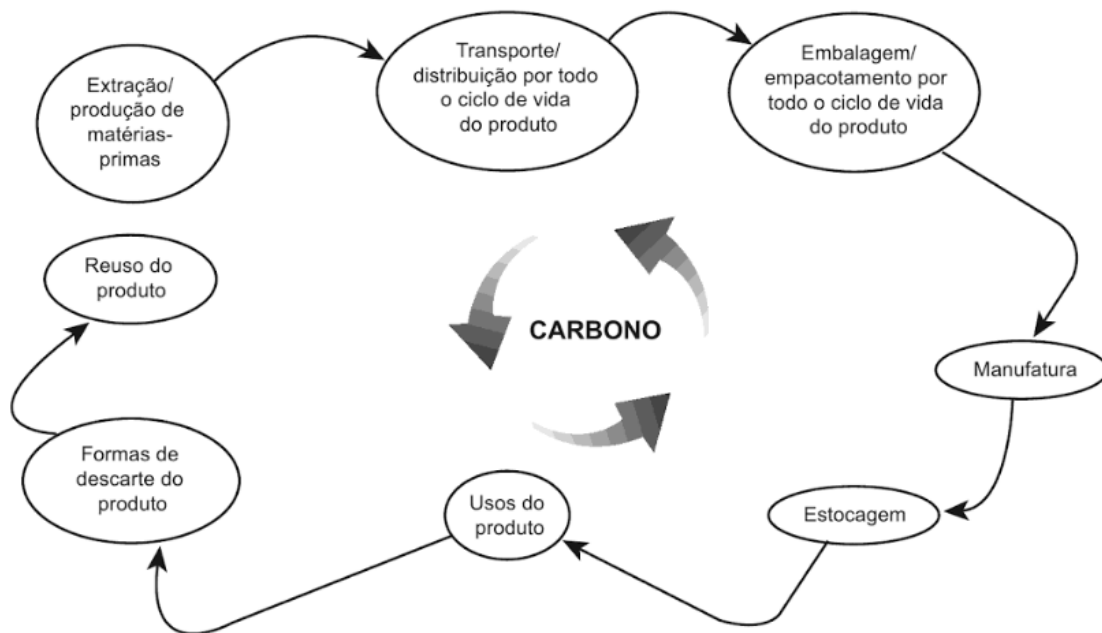 Extração/
produção de
matérias-
primas
Transporte/
distribuição por todo
o ciclo de vida
do produto
Embalagem/
empacotamento por
todo o ciclo de vida
do produto
Manufatura
Estocagem
Usos do
produto
Formas de
descarte do
produto
Reuso do
produto
CARBONO